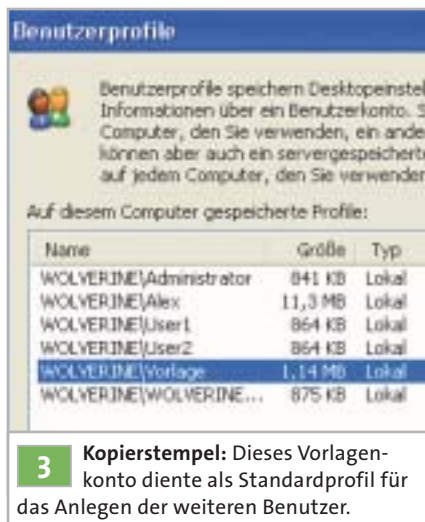 Benutzerprofile
Benutzerprofile speichern Desktopeinstel
Informationen über ein Benutzerkonto. S
Computer, den Sie verwenden, ein ande
können aber auch ein servergespeicherte
auf jedem Computer, den Sie verwenden
Auf diesem Computer gespeicherte Profile:
Name Größe Typ
WOLVERINE\Administrator 841 KB Lokal
WOLVERINE\Alex 11,3 MB Lokal
WOLVERINE\User1 864 KB Lokal
WOLVERINE\User2 864 KB Lokal
WOLVERINE\Vorlage 1,14 MB Lokal
WOLVERINE\WOLVERINE... 875 KB Lokal
3 Kopierstempel: Dieses Vorlagen-
konto diente als Standardprofil für
das Anlegen der weiteren Benutzer.